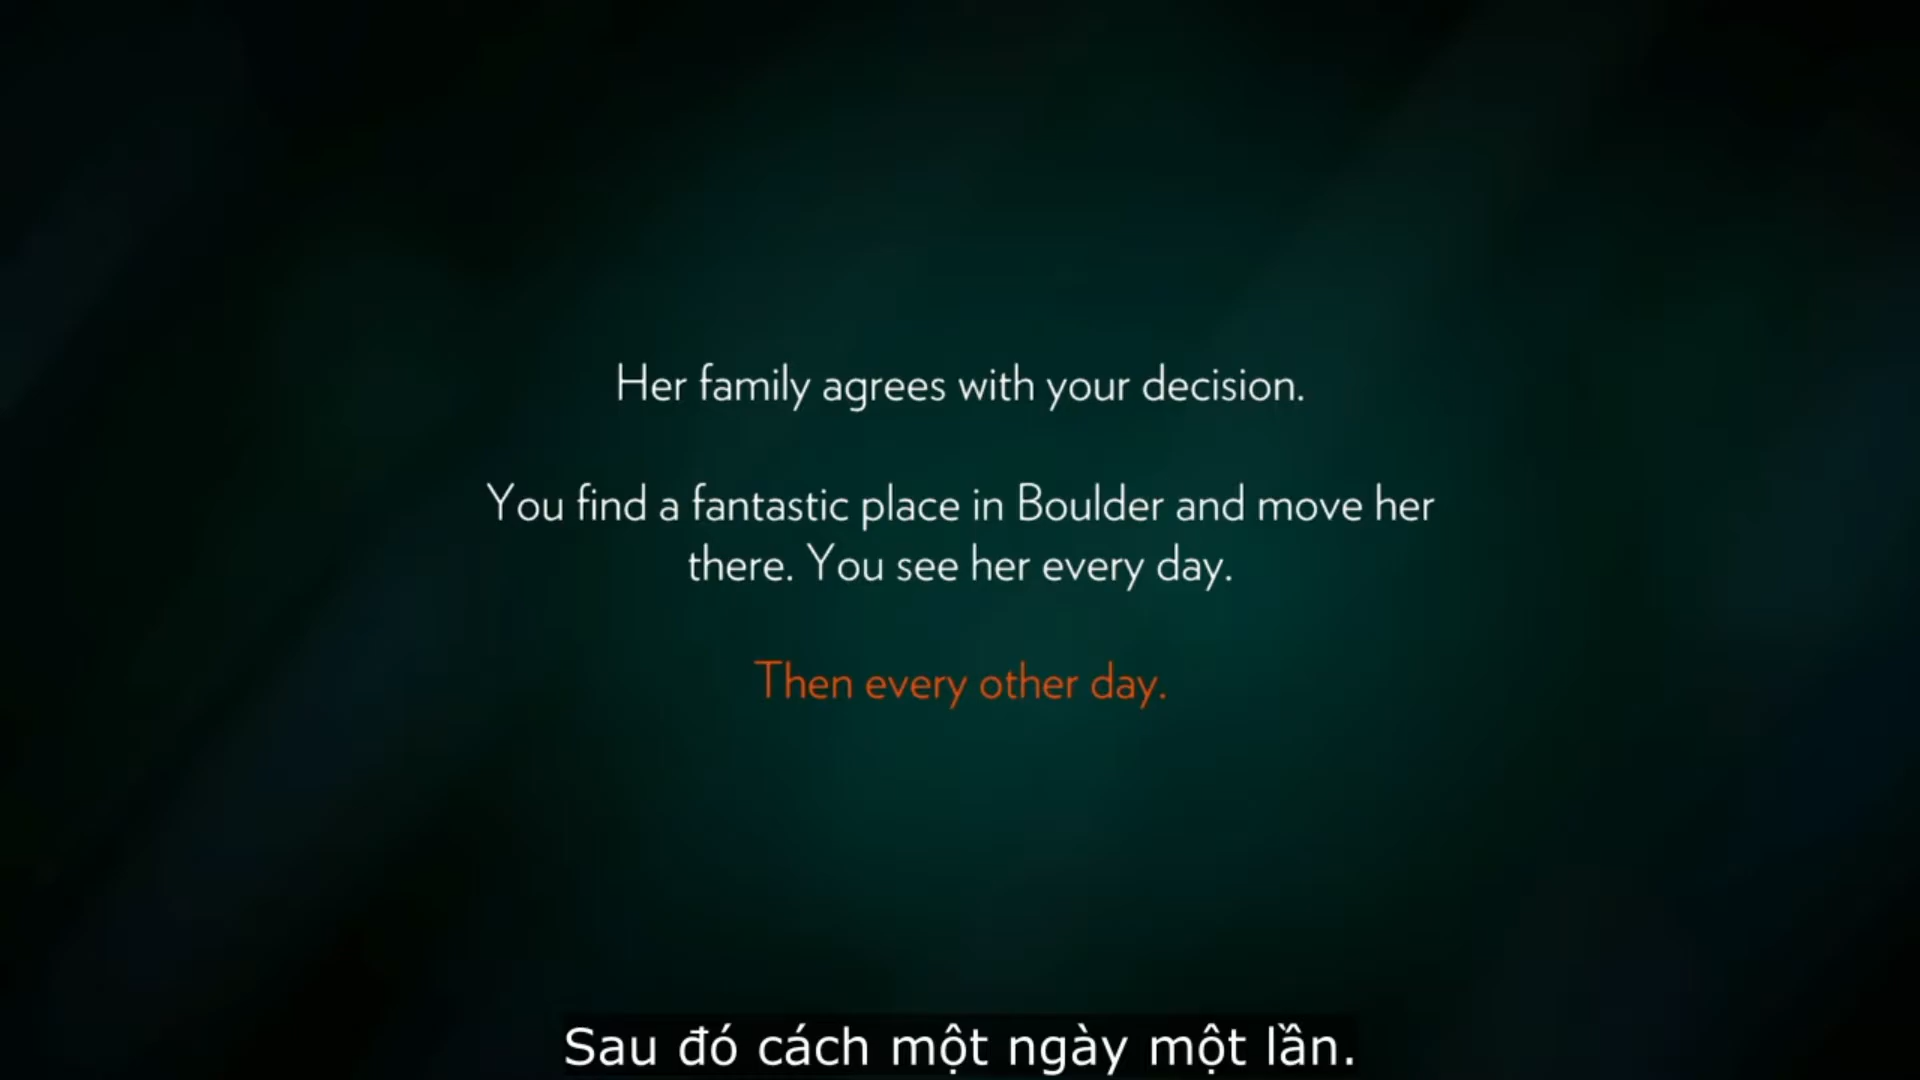 Her family agrees with your decision.
You find a fantastic place in Boulder and move her
there. You see her every day.
Then every other day.
Sau đó cách một ngày một lần.